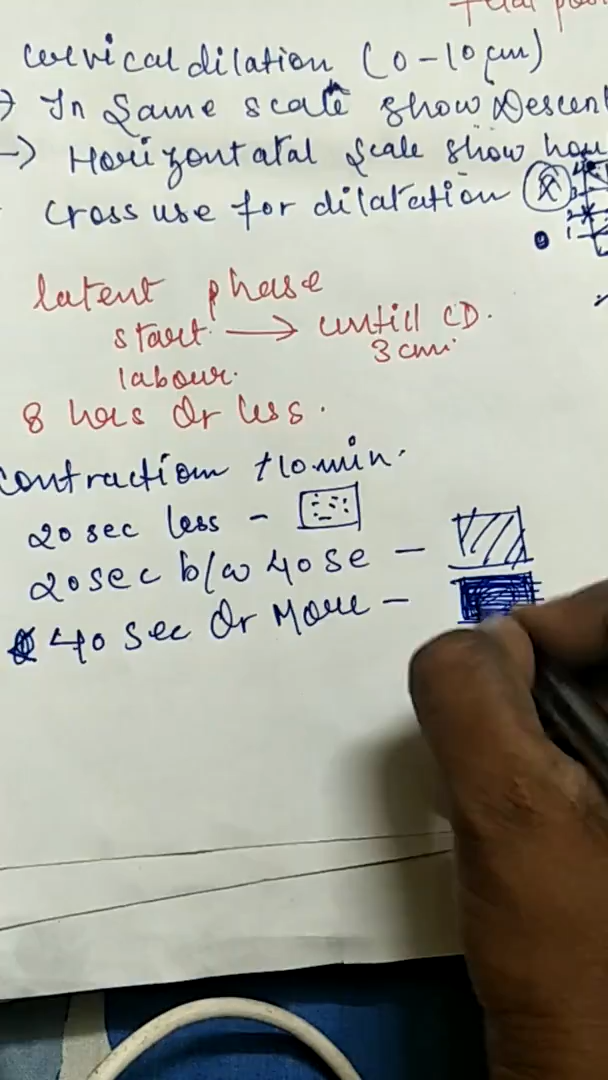 Fetal
cervical dilation (0-10 cm)
→ In Same scale show Descent
→ Horizontatal scale show hou
cross use for dilatation (X)
latent phase
start → untill CD.
3 cm.
labour.
8 hors Or less.
contraction /10 min.
20 sec less -
20 sec b/w 40 se -
40 sec Or More -